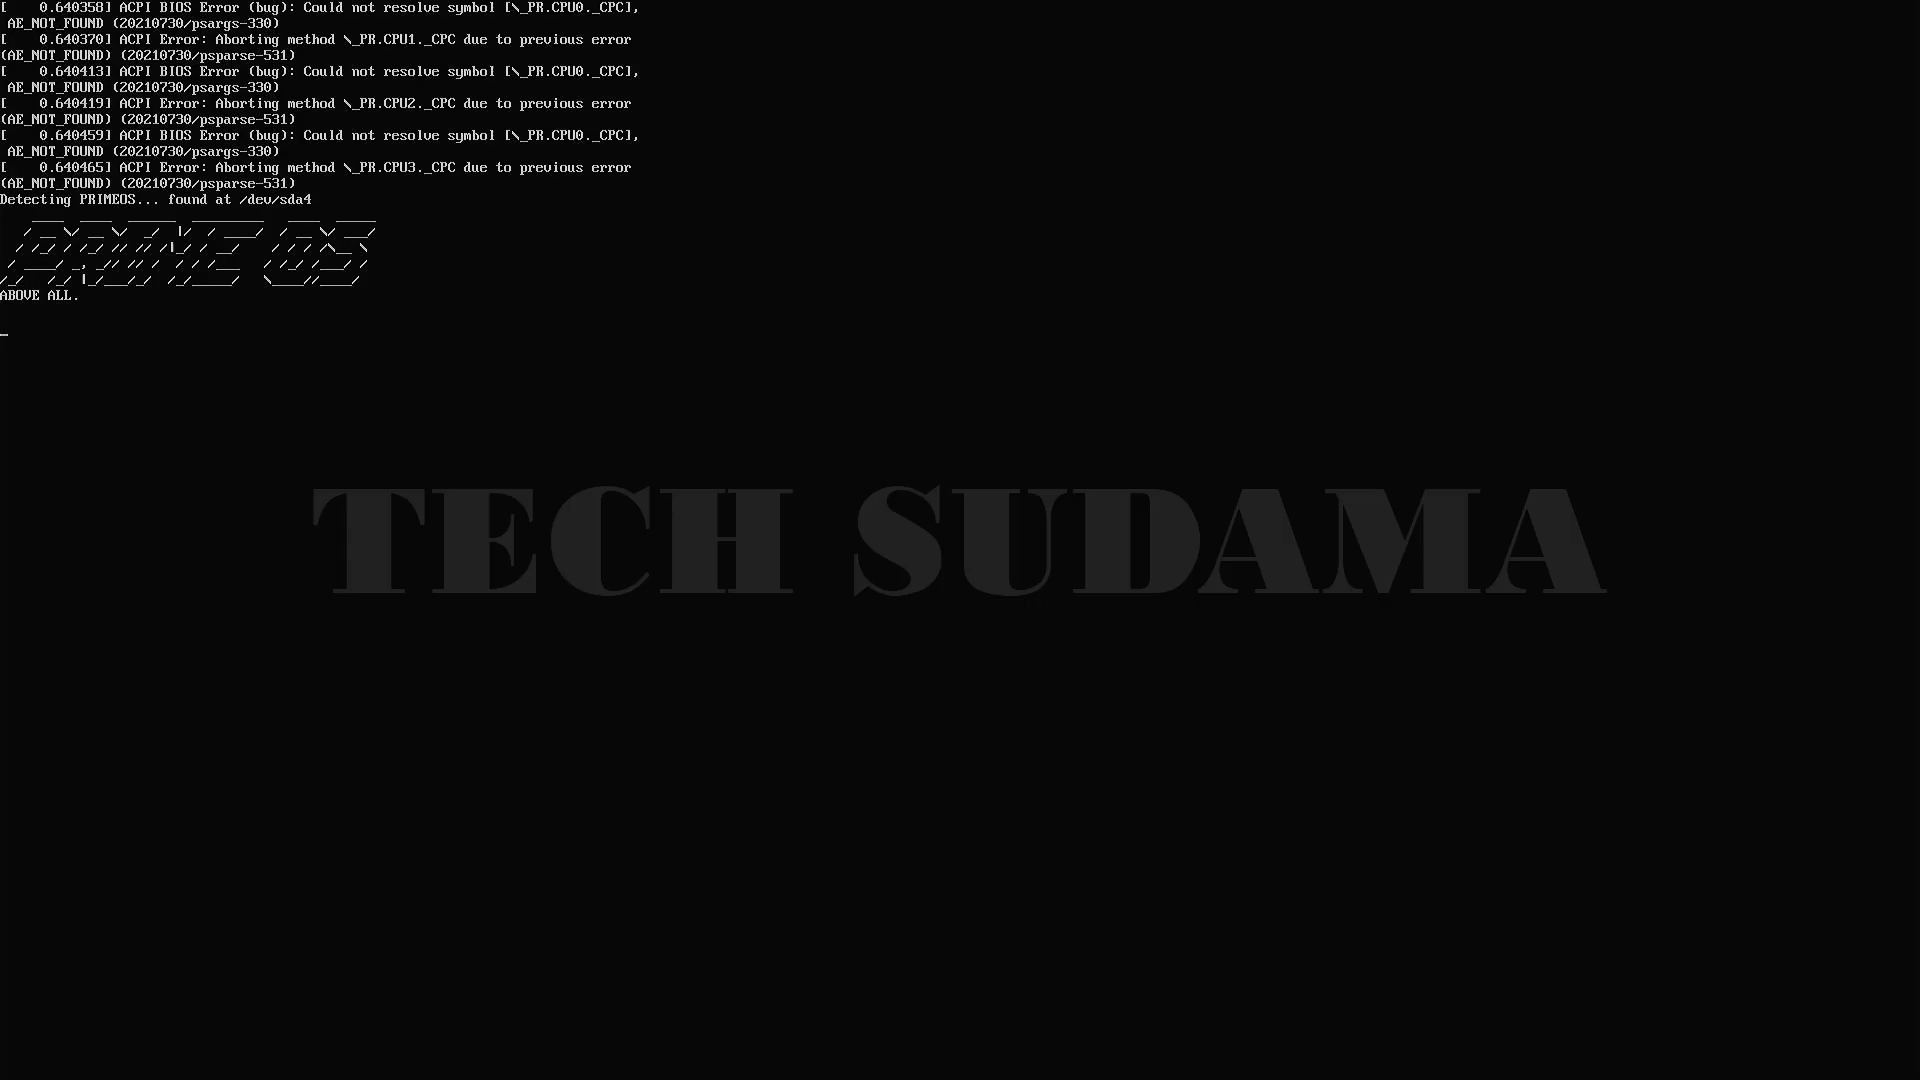 [    0.640358] ACPI BIOS Error (bug): Could not resolve symbol [\_PR.CPU0._CPC],
 AE_NOT_FOUND (20210730/psargs-330)
[    0.640370] ACPI Error: Aborting method \_PR.CPU1._CPC due to previous error
(AE_NOT_FOUND) (20210730/psparse-531)
[    0.640413] ACPI BIOS Error (bug): Could not resolve symbol [\_PR.CPU0._CPC],
 AE_NOT_FOUND (20210730/psargs-330)
[    0.640419] ACPI Error: Aborting method \_PR.CPU2._CPC due to previous error
(AE_NOT_FOUND) (20210730/psparse-531)
[    0.640459] ACPI BIOS Error (bug): Could not resolve symbol [\_PR.CPU0._CPC],
 AE_NOT_FOUND (20210730/psargs-330)
[    0.640465] ACPI Error: Aborting method \_PR.CPU3._CPC due to previous error
(AE_NOT_FOUND) (20210730/psparse-531)
Detecting PRIMEOS... found at /dev/sda4
PRIME OS
ABOVE ALL.
TECH SUDAMA